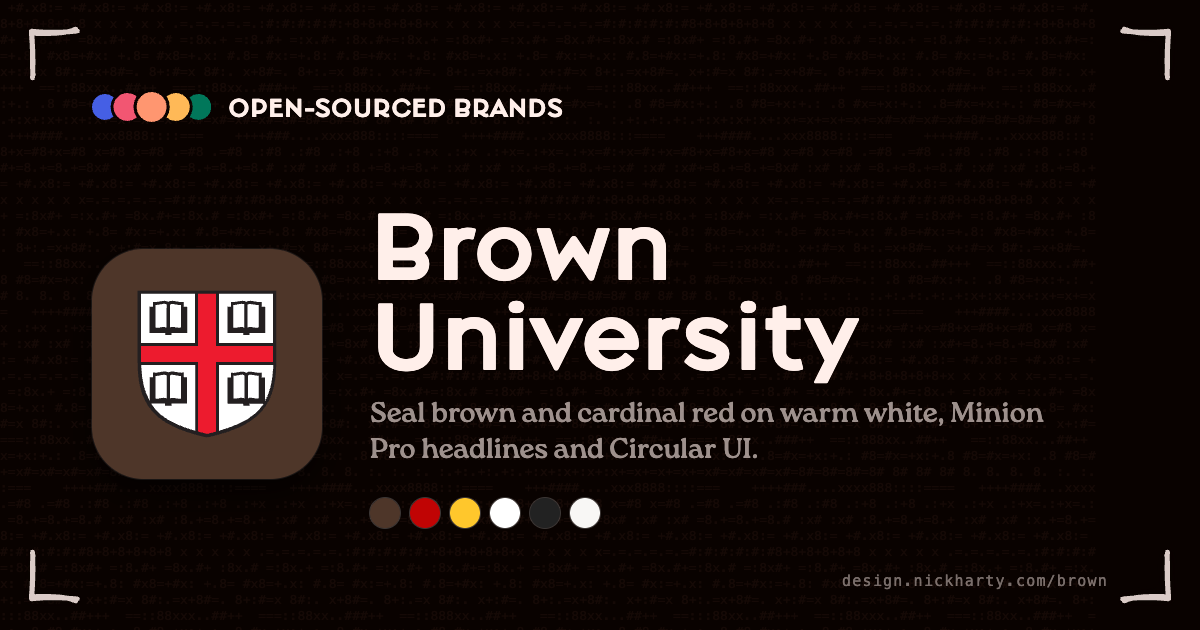 OPEN-SOURCED BRANDS
Brown
University
Seal brown and cardinal red on warm white, Minion
Pro headlines and Circular UI.
design.nickharty.com/brown